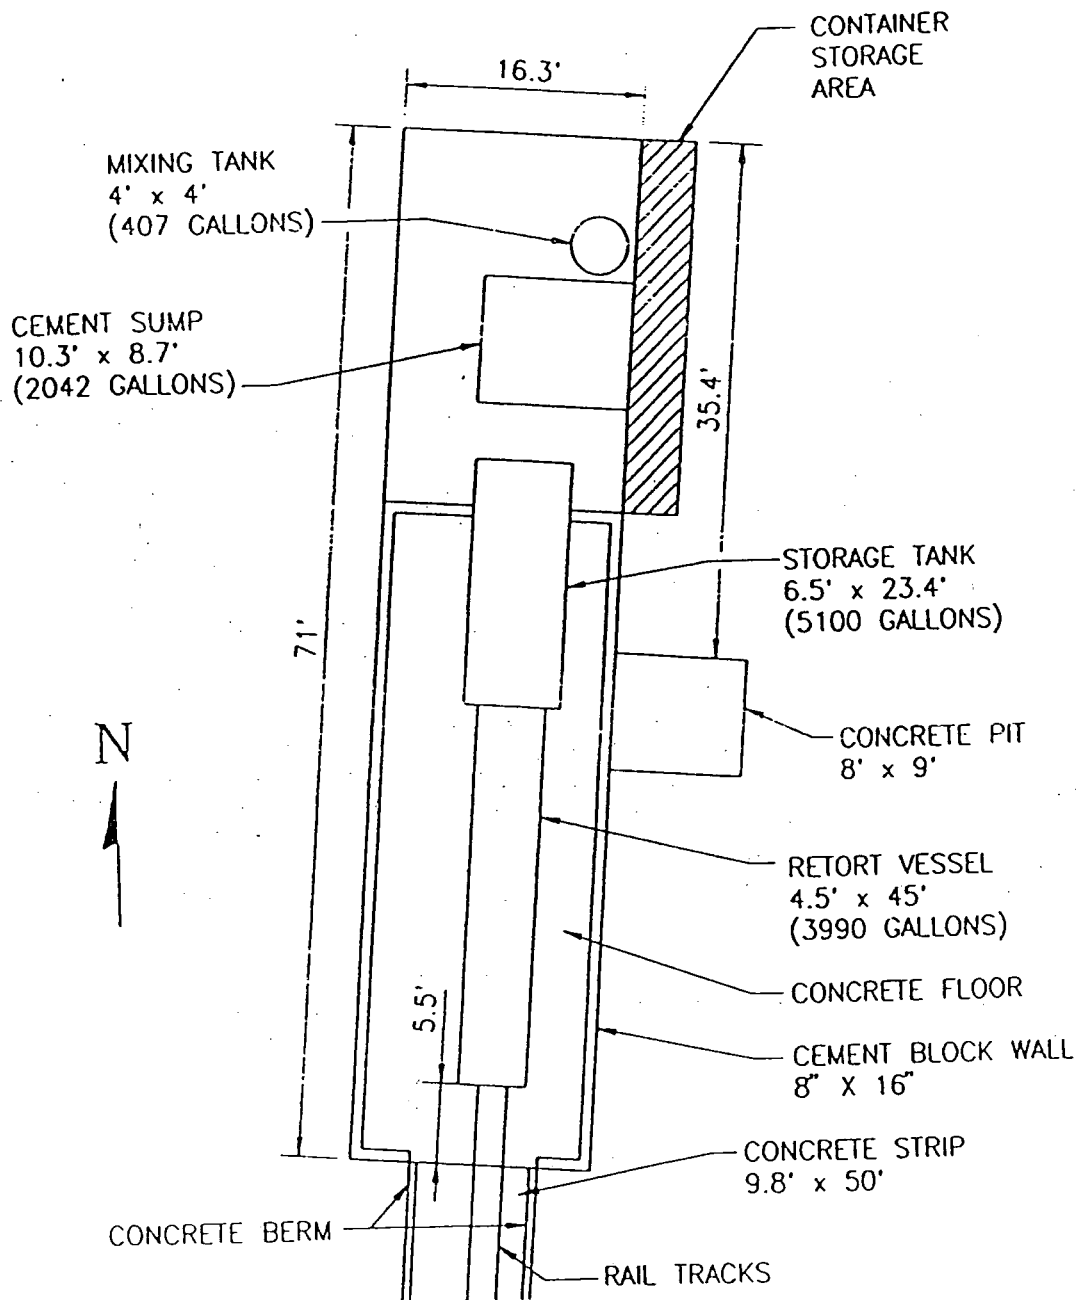 CONTAINER
STORAGE
AREA
16.3'
MIXING TANK
4' x 4'
(407 GALLONS)
CEMENT SUMP
10.3' x 8.7'
(2042 GALLONS)
35.4'
STORAGE TANK
6.5' x 23.4'
(5100 GALLONS)
71'
N
CONCRETE PIT
8' x 9'
RETORT VESSEL
4.5' x 45'
(3990 GALLONS)
CONCRETE FLOOR
5.5'
CEMENT BLOCK WALL
8" X 16"
CONCRETE STRIP
9.8' x 50'
CONCRETE BERM
RAIL TRACKS